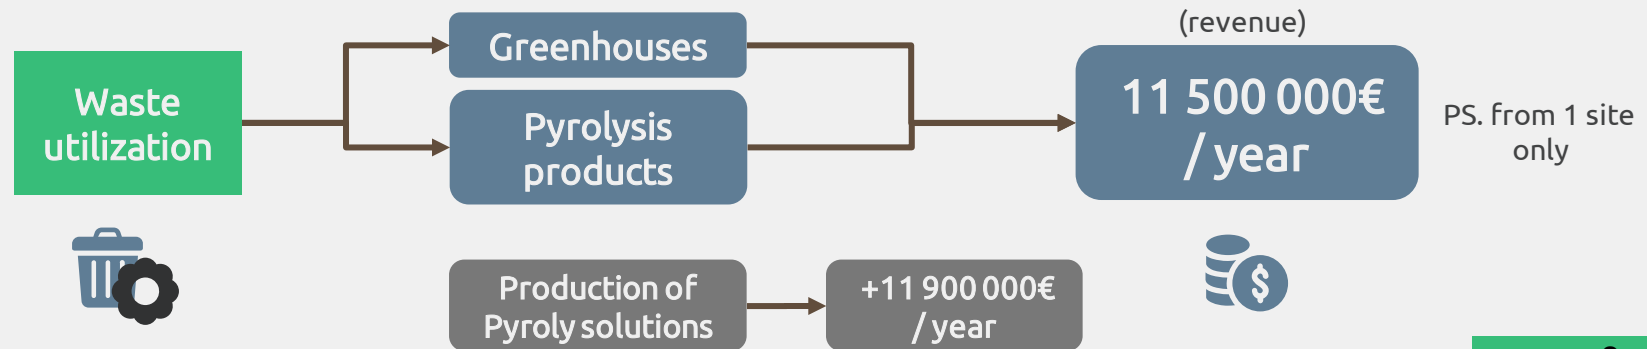 (revenue)
Waste
utilization
Greenhouses
Pyrolysis
products
11 500 000€
/ year
PS. from 1 site
only
Production of
Pyroly solutions
+11 900 000€
/ year
$